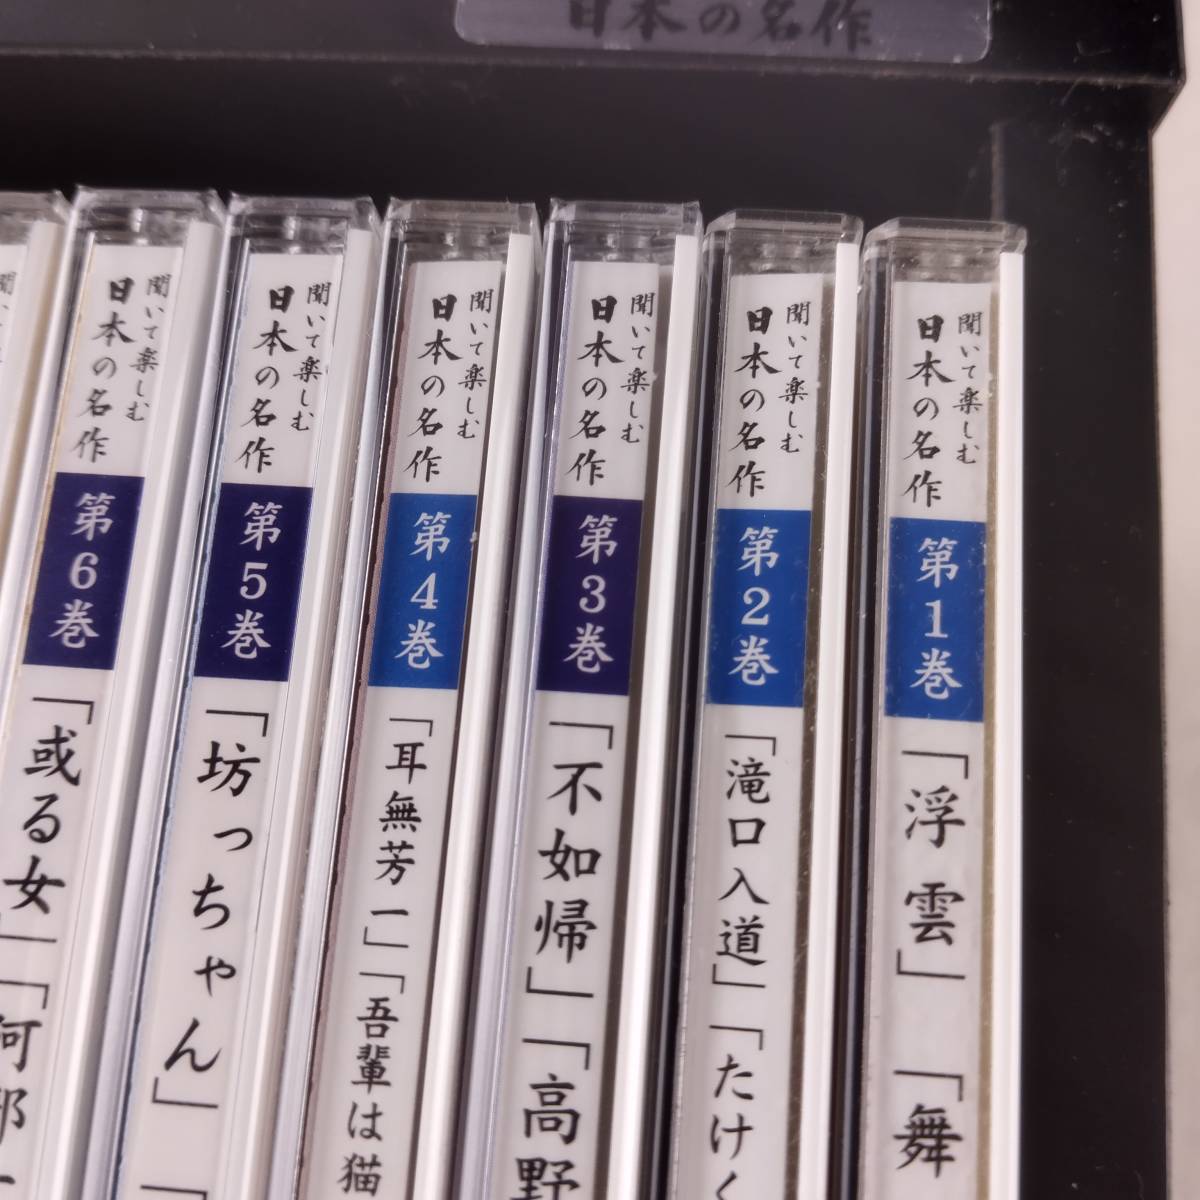 日本の名作
聞いて楽しむ
日本の名作
第1巻
「浮雲」「舞
聞いて楽しむ
日本の名作
第2巻
「滝口入道」「たけく
聞いて楽しむ
日本の名作
第3巻
「不如帰」「高野
聞いて楽しむ
日本の名作
第4巻
「耳無芳一」「吾輩は猫
聞いて楽しむ
日本の名作
第5巻
「坊っちゃん」「
聞いて楽しむ
日本の名作
第6巻
「或る女」「阿部一
聞いて